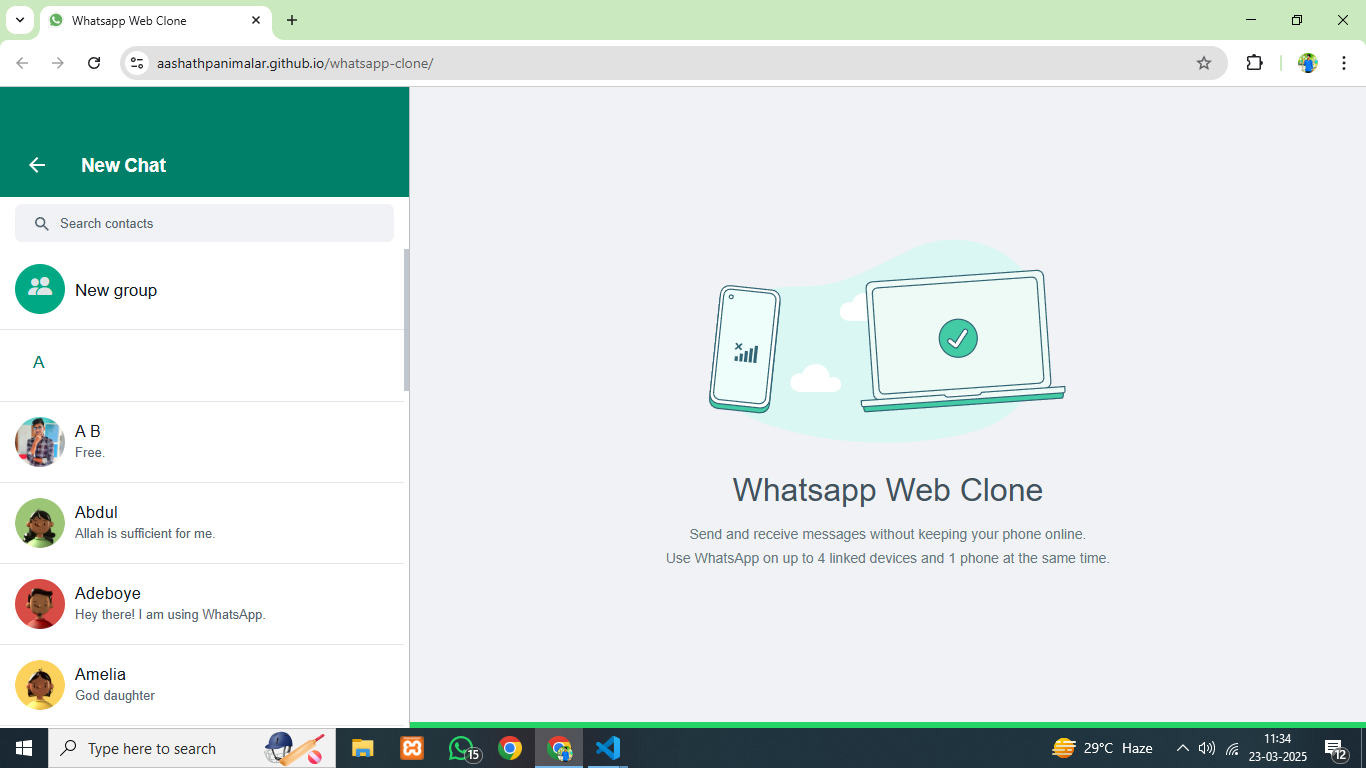 Whatsapp Web Clone
aashathpanimalar.github.io/whatsapp-clone/
New Chat
Search contacts
New group
A
A B
Free.
Abdul
Allah is sufficient for me.
Adeboye
Hey there! I am using WhatsApp.
Amelia
God daughter
Whatsapp Web Clone
Send and receive messages without keeping your phone online.
Use WhatsApp on up to 4 linked devices and 1 phone at the same time.
Type here to search
15
29°C Haze
11:34
23-03-2025
12